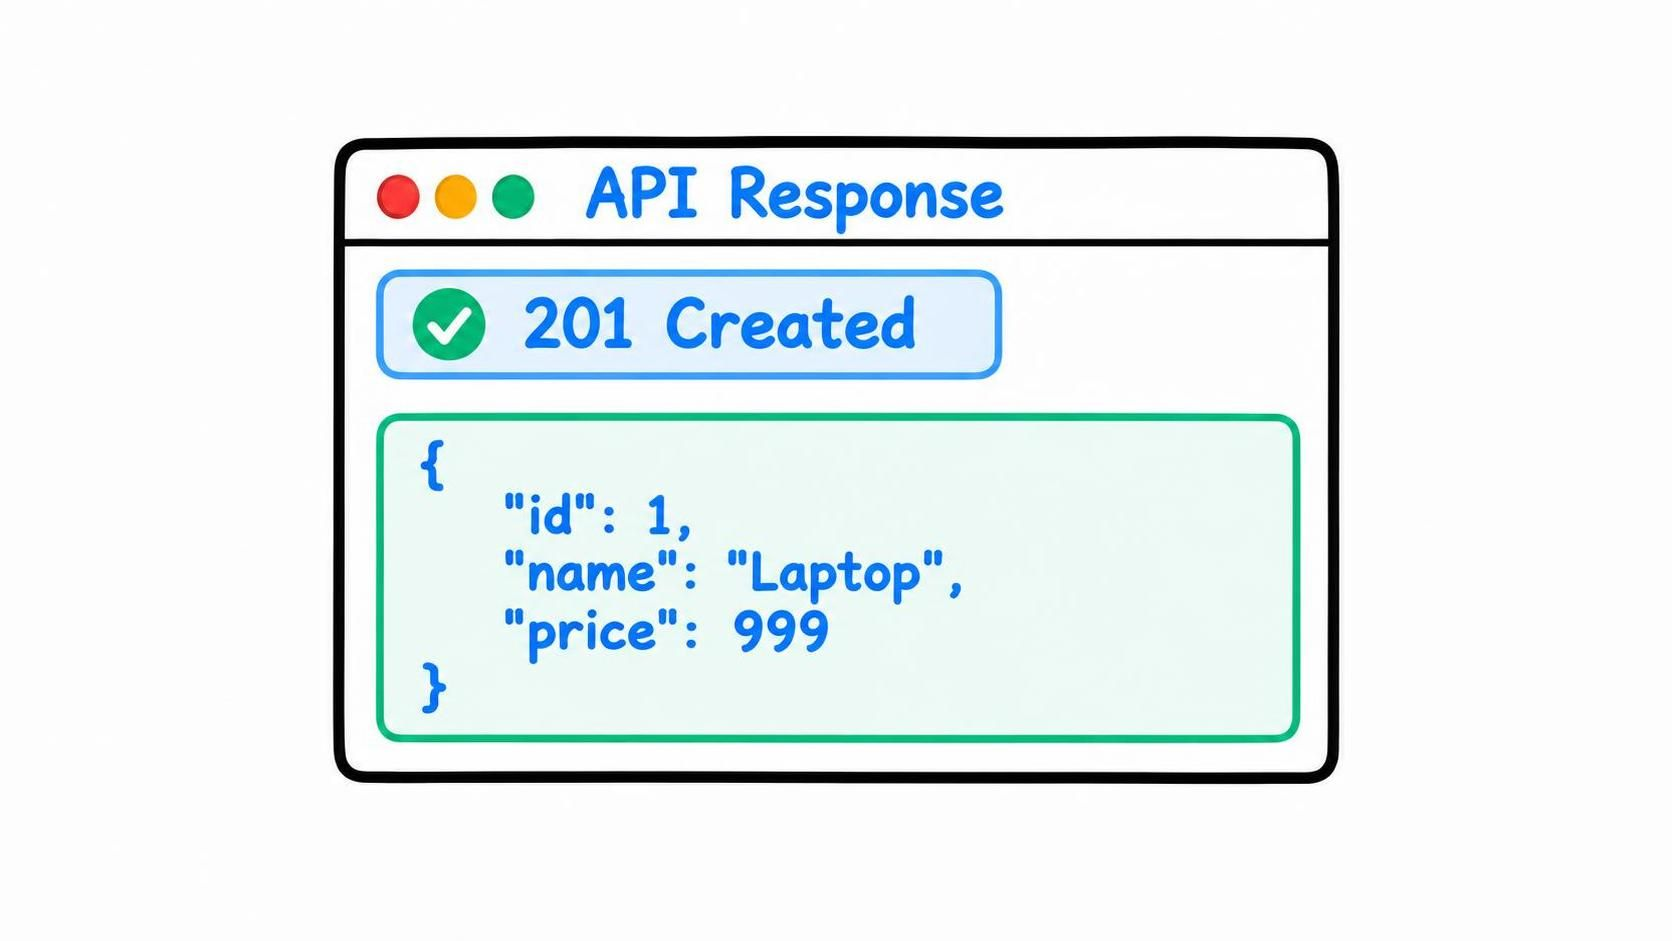 API Response
201 Created
{
"id": 1,
"name": "Laptop",
"price": 999
}